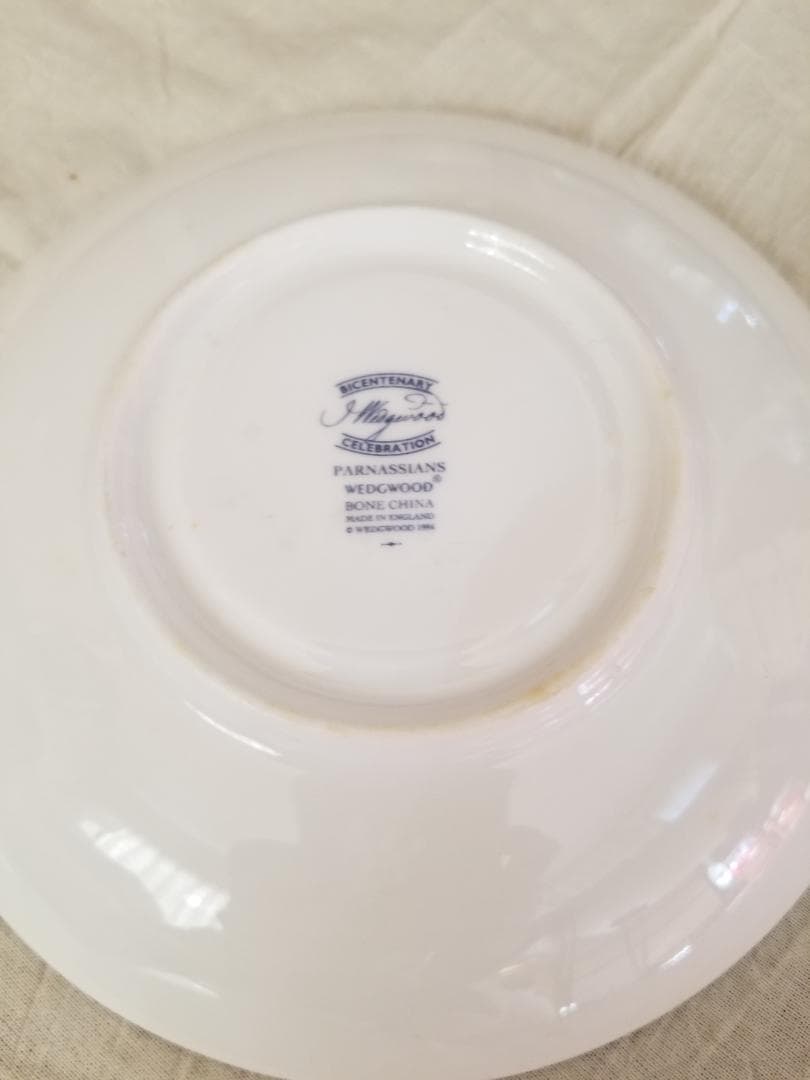 BICENTENARY
J Wedgwood
CELEBRATION
PARNASSIANS
WEDGWOOD®
BONE CHINA
MADE IN ENGLAND
© WEDGWOOD 1994